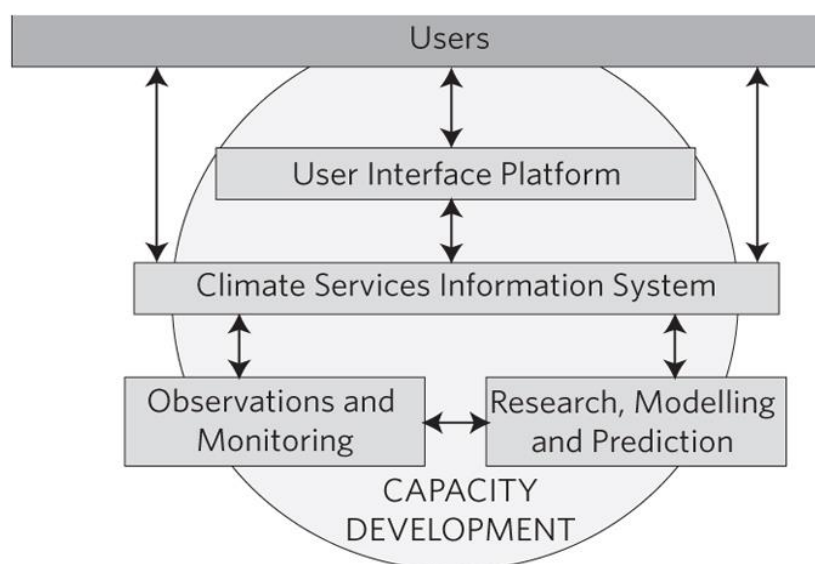 Users
User Interface Platform
Climate Services Information System
Observations and
Monitoring
Research, Modelling
and Prediction
CAPACITY
DEVELOPMENT